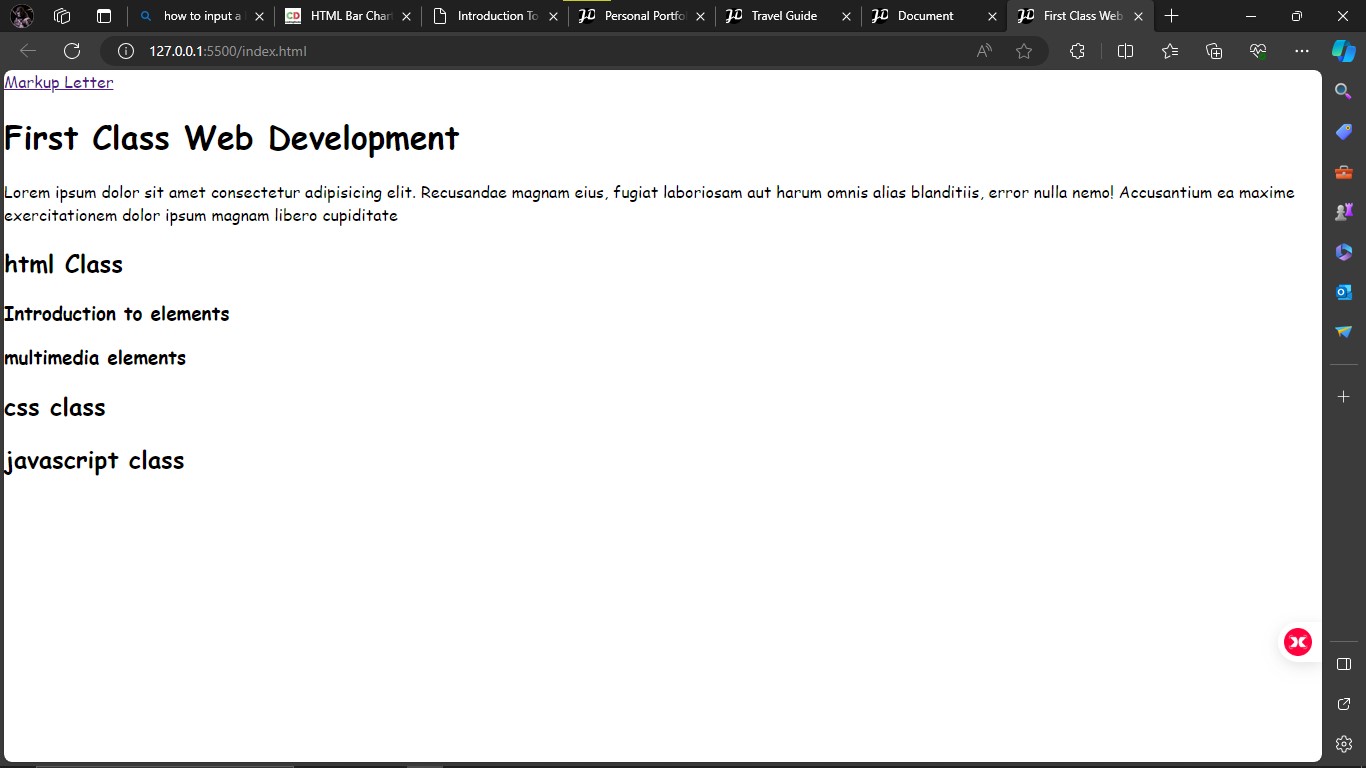 how to input a
HTML Bar Char
Introduction To
Personal Portfo
Travel Guide
Document
First Class Web
127.0.0.1:5500/index.html
Markup Letter
First Class Web Development
Lorem ipsum dolor sit amet consectetur adipisicing elit. Recusandae magnam eius, fugiat laboriosam aut harum omnis alias blanditiis, error nulla nemo! Accusantium ea maxime
exercitationem dolor ipsum magnam libero cupiditate
html Class
Introduction to elements
multimedia elements
css class
javascript class